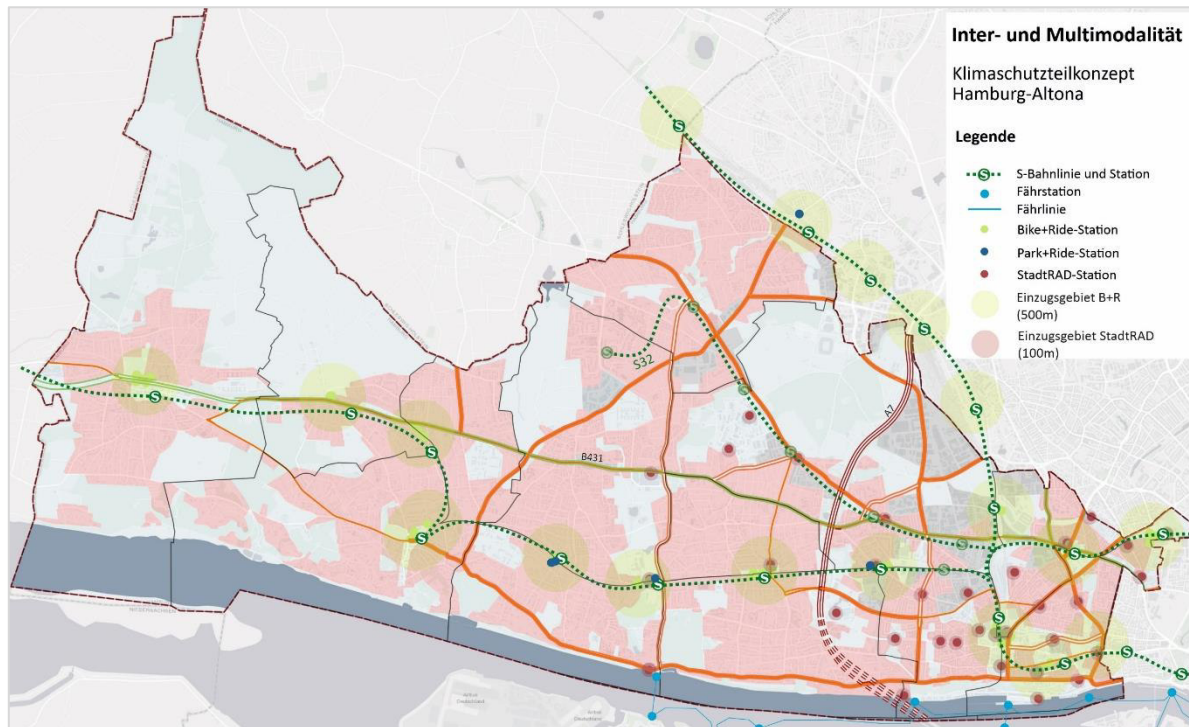 Inter- und Multimodalität
Klimaschutzteilkonzept
Hamburg-Altona
Legende
S-Bahnlinie und Station
Fährstation
Fährlinie
Bike+Ride-Station
Park+Ride-Station
StadtRAD-Station
Einzugsgebiet B+R
(500m)
Einzugsgebiet StadtRAD
(100m)
S32
A7
B431